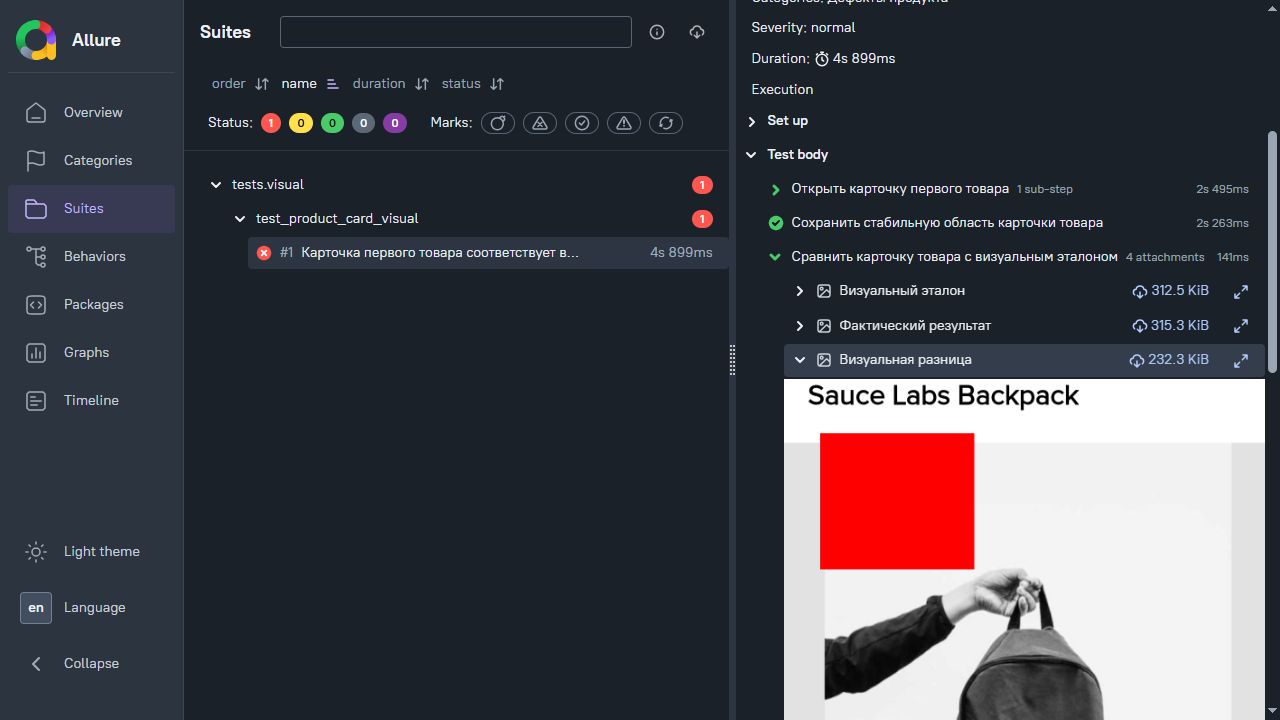 Allure
Overview
Categories
Suites
Behaviors
Packages
Graphs
Timeline
Light theme
en Language
Collapse
Suites
order name duration status
Status: 1 0 0 0 0 Marks:
tests.visual 1
test_product_card_visual 1
#1 Карточка первого товара соответствует в... 4s 899ms
Categories: Дефекты продукта
Severity: normal
Duration: 4s 899ms
Execution
Set up
Test body
Открыть карточку первого товара 1 sub-step 2s 495ms
Сохранить стабильную область карточки товара 2s 263ms
Сравнить карточку товара с визуальным эталоном 4 attachments 141ms
Визуальный эталон 312.5 KiB
Фактический результат 315.3 KiB
Визуальная разница 232.3 KiB
Sauce Labs Backpack